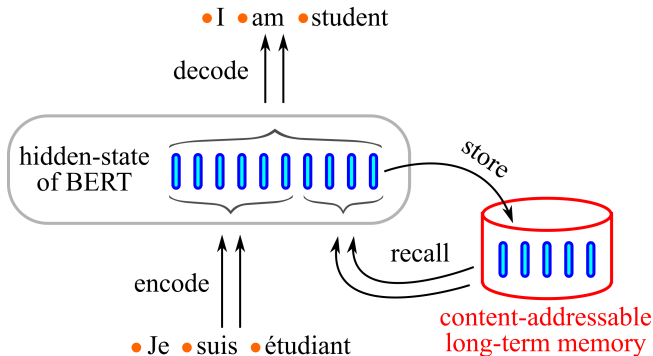 • I • am • student
decode
hidden-state
of BERT
store
recall
encode
• Je • suis • étudiant
content-addressable
long-term memory